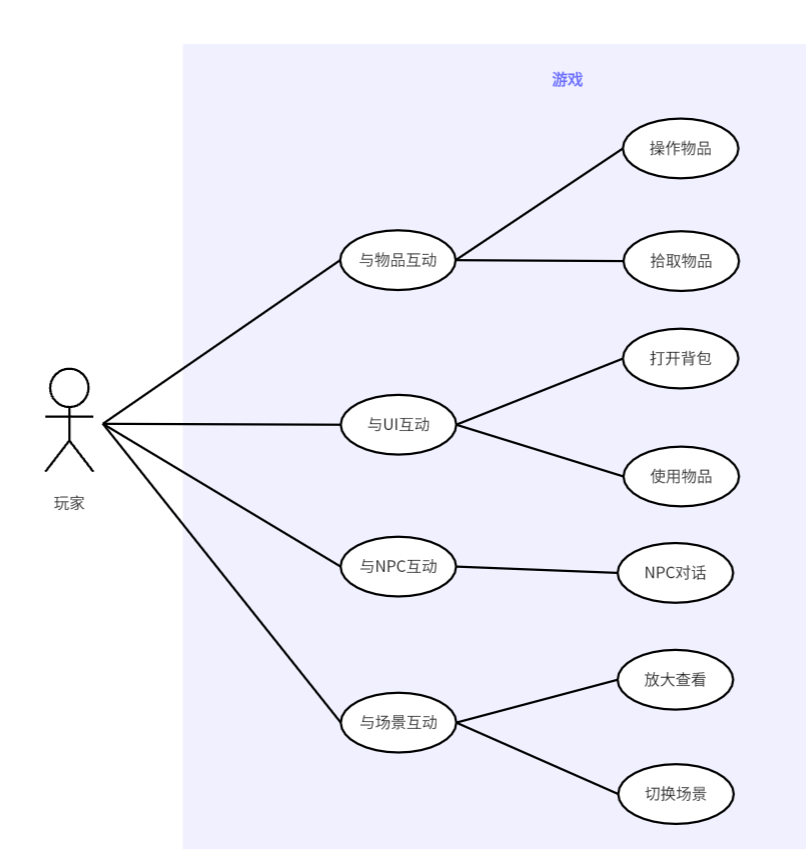 游戏
操作物品
与物品互动
拾取物品
打开背包
与UI互动
使用物品
玩家
与NPC互动
NPC对话
放大查看
与场景互动
切换场景